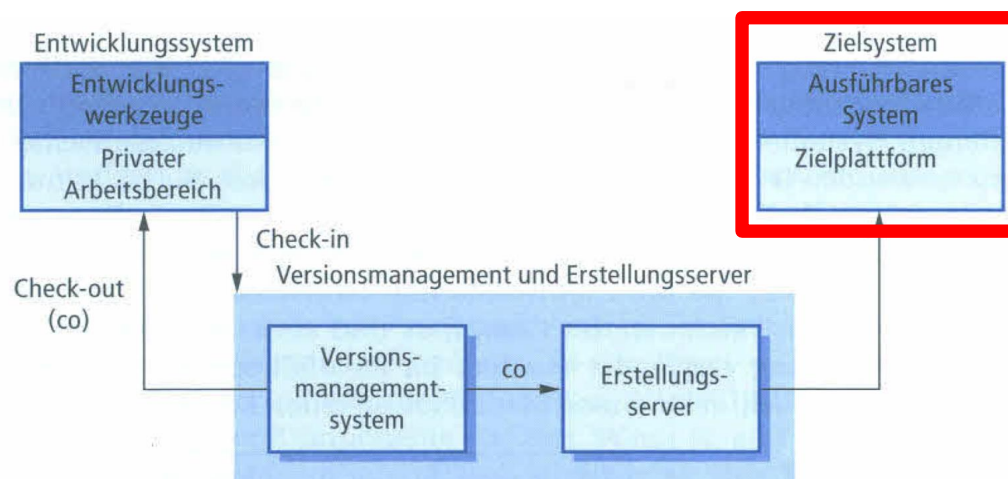 Entwicklungssystem
Entwicklungs-
werkzeuge
Privater
Arbeitsbereich
Zielsystem
Ausführbares
System
Zielplattform
Check-in
Check-out
(co)
Versionsmanagement und Erstellungsserver
Versions-
management-
system
co
Erstellungs-
server